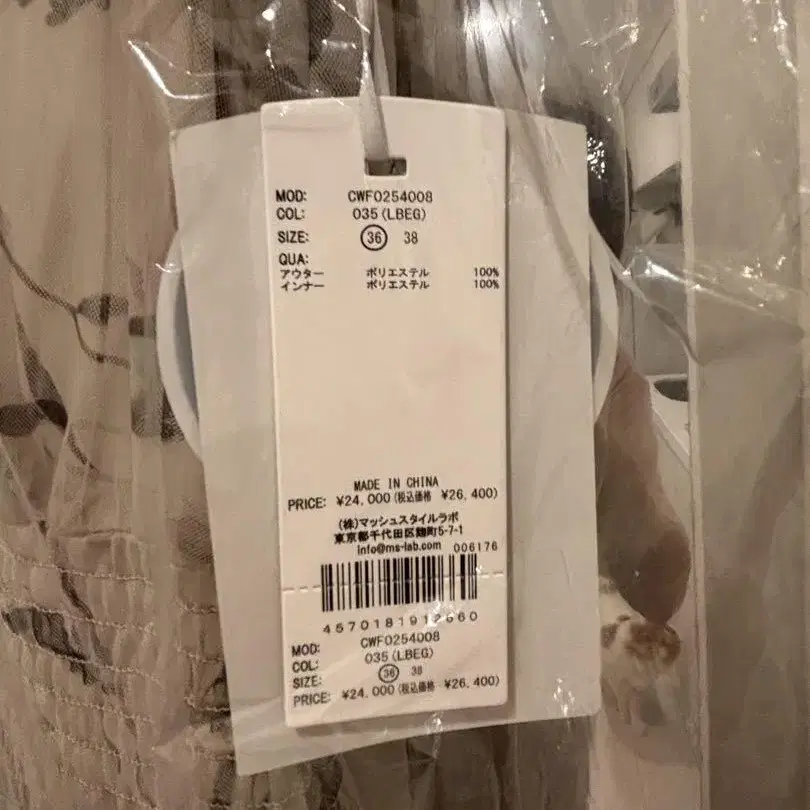 MOD: CWF0254008
COL: 035(LBEG)
SIZE: 36 38
QUA:
アウター ポリエステル 100%
インナー ポリエステル 100%
MADE IN CHINA
PRICE: ¥24,000(税込価格 ¥26,400)
(株)マッシュスタイルラボ
東京都千代田区麹町5-7-1
info@ms-lab.com 006176
MOD: CWF0254008
COL: 035(LBEG)
SIZE: 36 38
PRICE: ¥24,000(税込価格 ¥26,400)